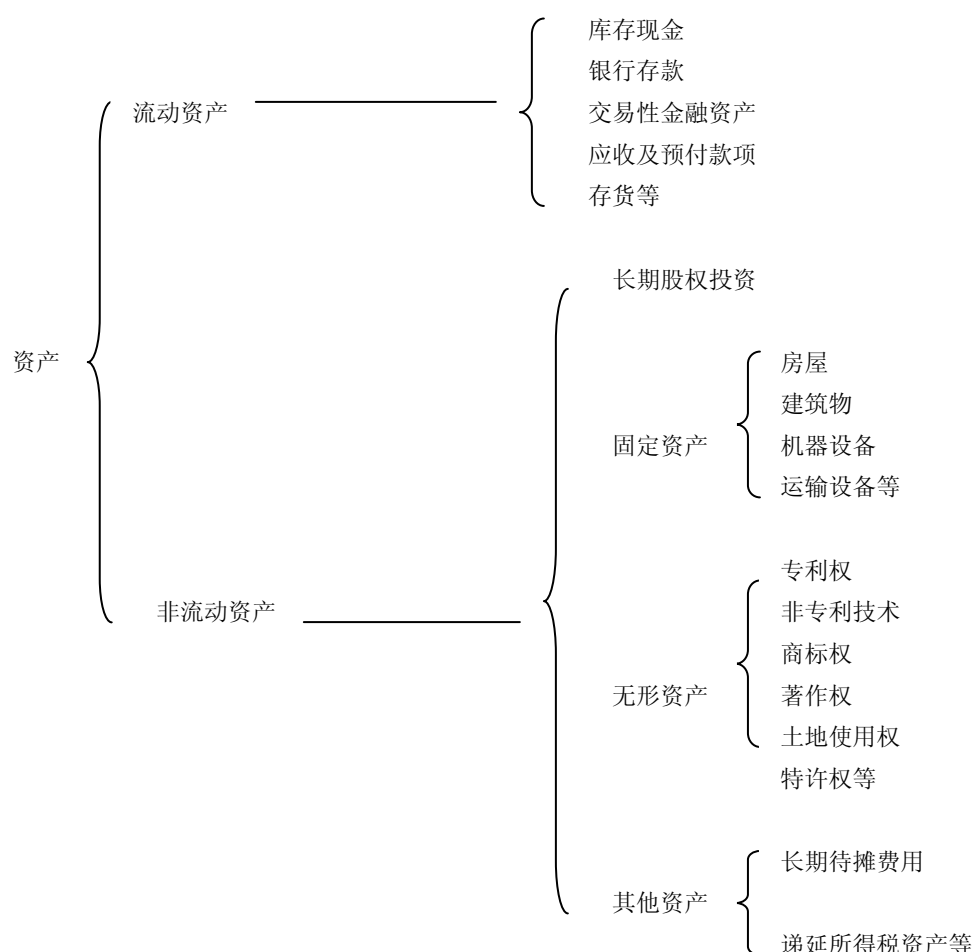 库存现金
银行存款
流动资产
交易性金融资产
应收及预付款项
存货等
长期股权投资
资产
房屋
建筑物
固定资产
机器设备
运输设备等
专利权
非流动资产
非专利技术
商标权
无形资产
著作权
土地使用权
特许权等
长期待摊费用
其他资产
递延所得税资产等